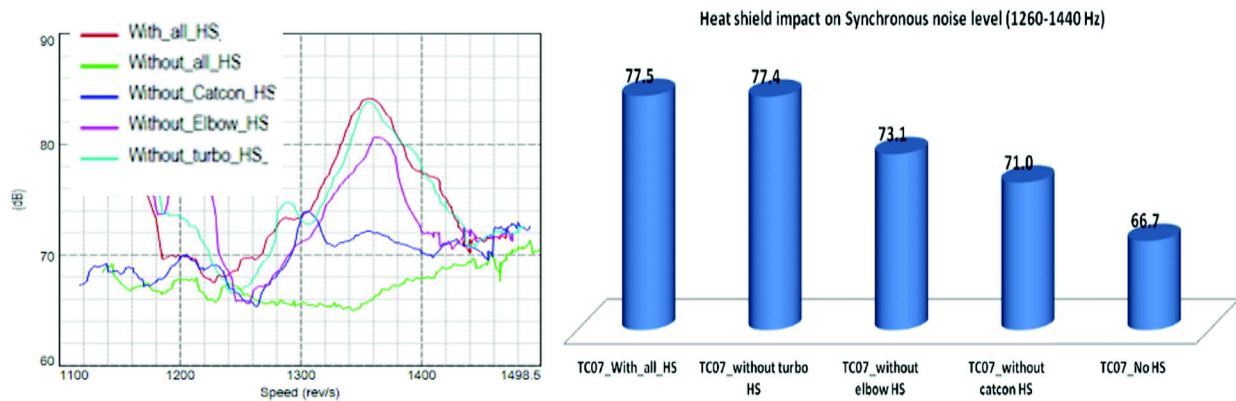 With_all_HS
Without_all_HS
Without_Catcon_HS
Without_Elbow_HS
Without_turbo_HS_
90
80
70
60
(dB)
1100
1200
1300
1400
1498.5
Speed (rev/s)
Heat shield impact on Synchronous noise level (1260-1440 Hz)
77.5
77.4
73.1
71.0
66.7
TC07_With_all_HS
TC07_without turbo
HS
TC07_without
elbow HS
TC07_without
catcon HS
TC07_No HS